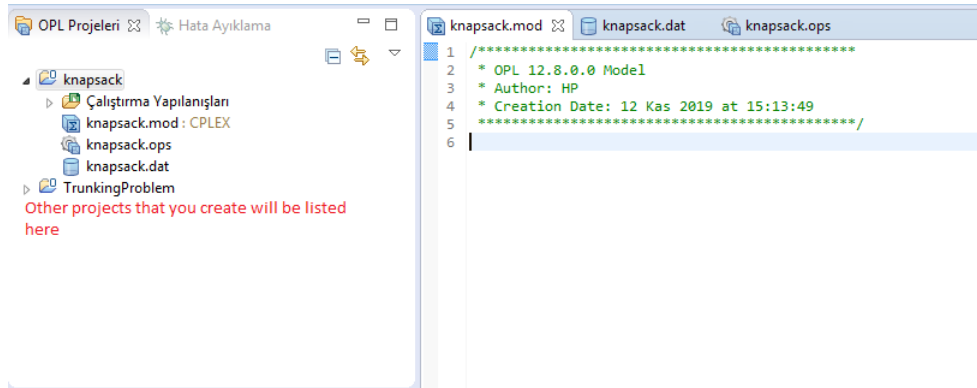 OPL Projeleri
Hata Ayıklama
knapsack
Çalıştırma Yapılanışları
knapsack.mod : CPLEX
knapsack.ops
knapsack.dat
TrunkingProblem
Other projects that you create will be listed
here
knapsack.mod
knapsack.dat
knapsack.ops
1 /*********************************************
2 * OPL 12.8.0.0 Model
3 * Author: HP
4 * Creation Date: 12 Kas 2019 at 15:13:49
5 *********************************************/
6